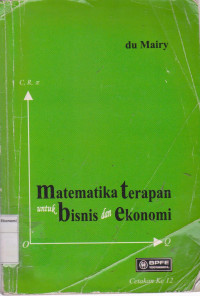 du Mairy
C, R, π
matematika terapan
untuk bisnis dan ekonomi
O
Q
BPFE
Cetakan Ke 12